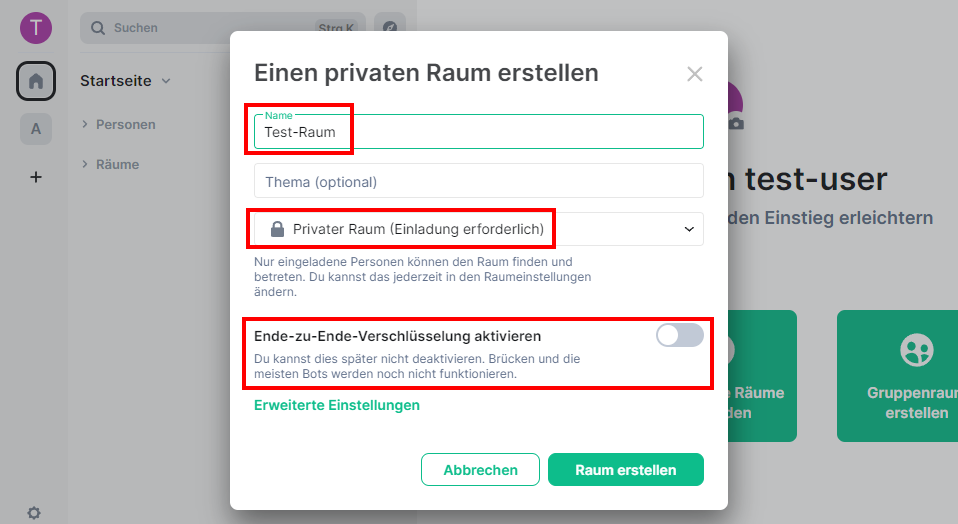 T
Suchen
Strg K
Startseite
A
Personen
Räume
Einen privaten Raum erstellen
Name
Test-Raum
Thema (optional)
Privater Raum (Einladung erforderlich)
Nur eingeladene Personen können den Raum finden und
betreten. Du kannst das jederzeit in den Raumeinstellungen
ändern.
Ende-zu-Ende-Verschlüsselung aktivieren
Du kannst dies später nicht deaktivieren. Brücken und die
meisten Bots werden noch nicht funktionieren.
Erweiterte Einstellungen
Abbrechen
Raum erstellen
test-user
den Einstieg erleichtern
Räume
Gruppenraum
erstellen